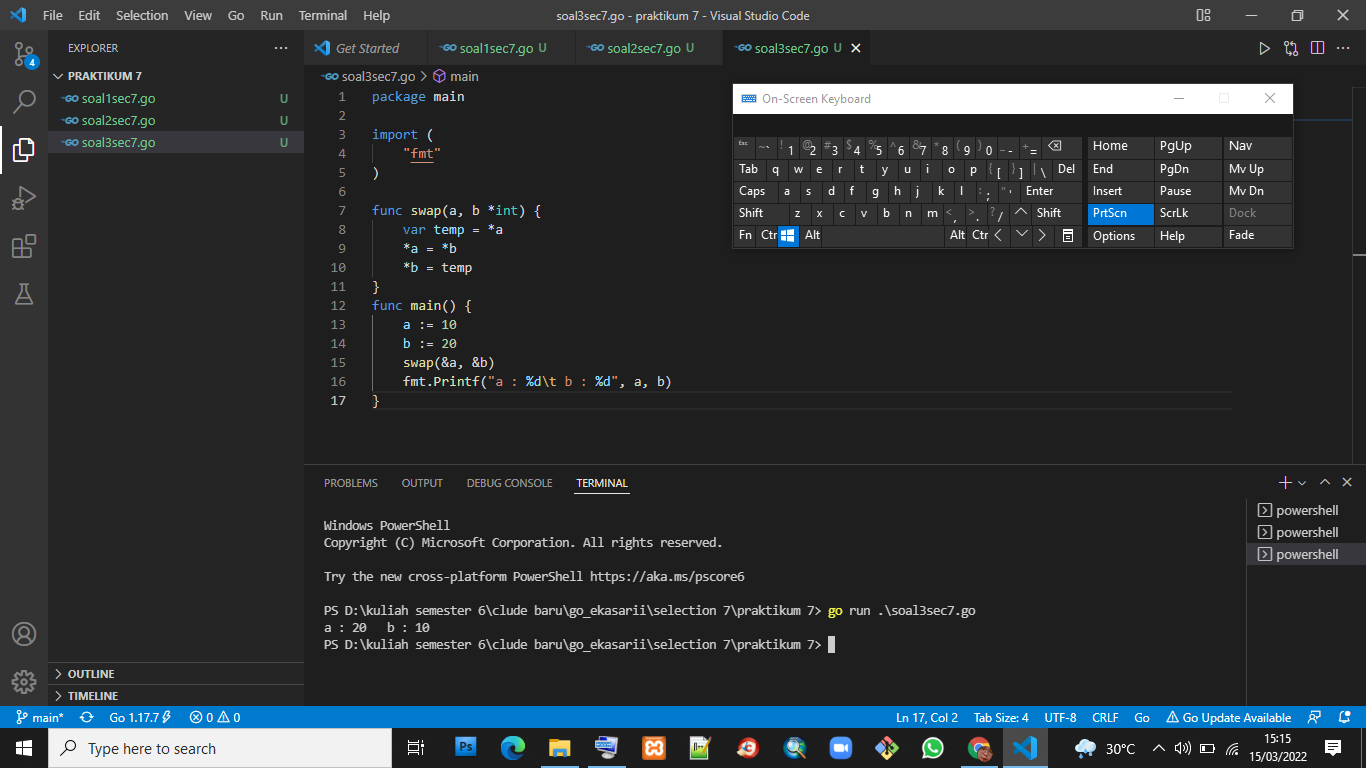 File Edit Selection View Go Run Terminal Help
soal3sec7.go - praktikum 7 - Visual Studio Code
4
EXPLORER
PRAKTIKUM 7
soal1sec7.go U
soal2sec7.go U
soal3sec7.go U
OUTLINE
TIMELINE
Get Started
soal1sec7.go U
soal2sec7.go U
soal3sec7.go U
soal3sec7.go > main
1 package main
2
3 import (
4 "fmt"
5 )
6
7 func swap(a, b *int) {
8 var temp = *a
9 *a = *b
10 *b = temp
11 }
12 func main() {
13 a := 10
14 b := 20
15 swap(&a, &b)
16 fmt.Printf("a : %d\t b : %d", a, b)
17 }
On-Screen Keyboard
Esc ~ ` ! 1 @ 2 # 3 $ 4 % 5 ^ 6 & 7 * 8 ( 9 ) 0 _ - + = Home PgUp Nav
Tab q w e r t y u i o p { [ } ] | \ Del End PgDn Mv Up
Caps a s d f g h j k l : ; " ' Enter Insert Pause Mv Dn
Shift z x c v b n m < , > . ? / Shift PrtScn ScrLk Dock
Fn Ctr Alt Alt Ctr Options Help Fade
PROBLEMS OUTPUT DEBUG CONSOLE TERMINAL
Windows PowerShell
Copyright (C) Microsoft Corporation. All rights reserved.
Try the new cross-platform PowerShell https://aka.ms/pscore6
PS D:\kuliah semester 6\clude baru\go_ekasarii\selection 7\praktikum 7> go run .\soal3sec7.go
a : 20 b : 10
PS D:\kuliah semester 6\clude baru\go_ekasarii\selection 7\praktikum 7>
powershell
powershell
powershell
main* Go 1.17.7 0 0 Ln 17, Col 2 Tab Size: 4 UTF-8 CRLF Go Go Update Available
Type here to search
Ps
30°C
15:15
15/03/2022